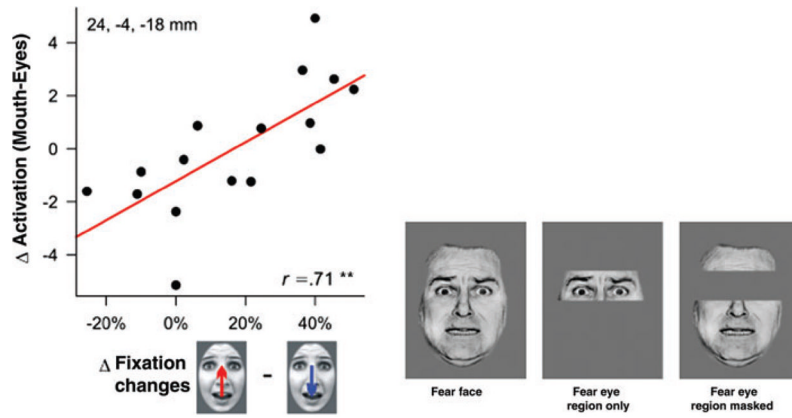 24, -4, -18 mm
Δ Activation (Mouth-Eyes)
4
2
0
-2
-4
r =.71 **
-20%
0%
20%
40%
Δ Fixation
changes
-
Fear face
Fear eye
region only
Fear eye
region masked